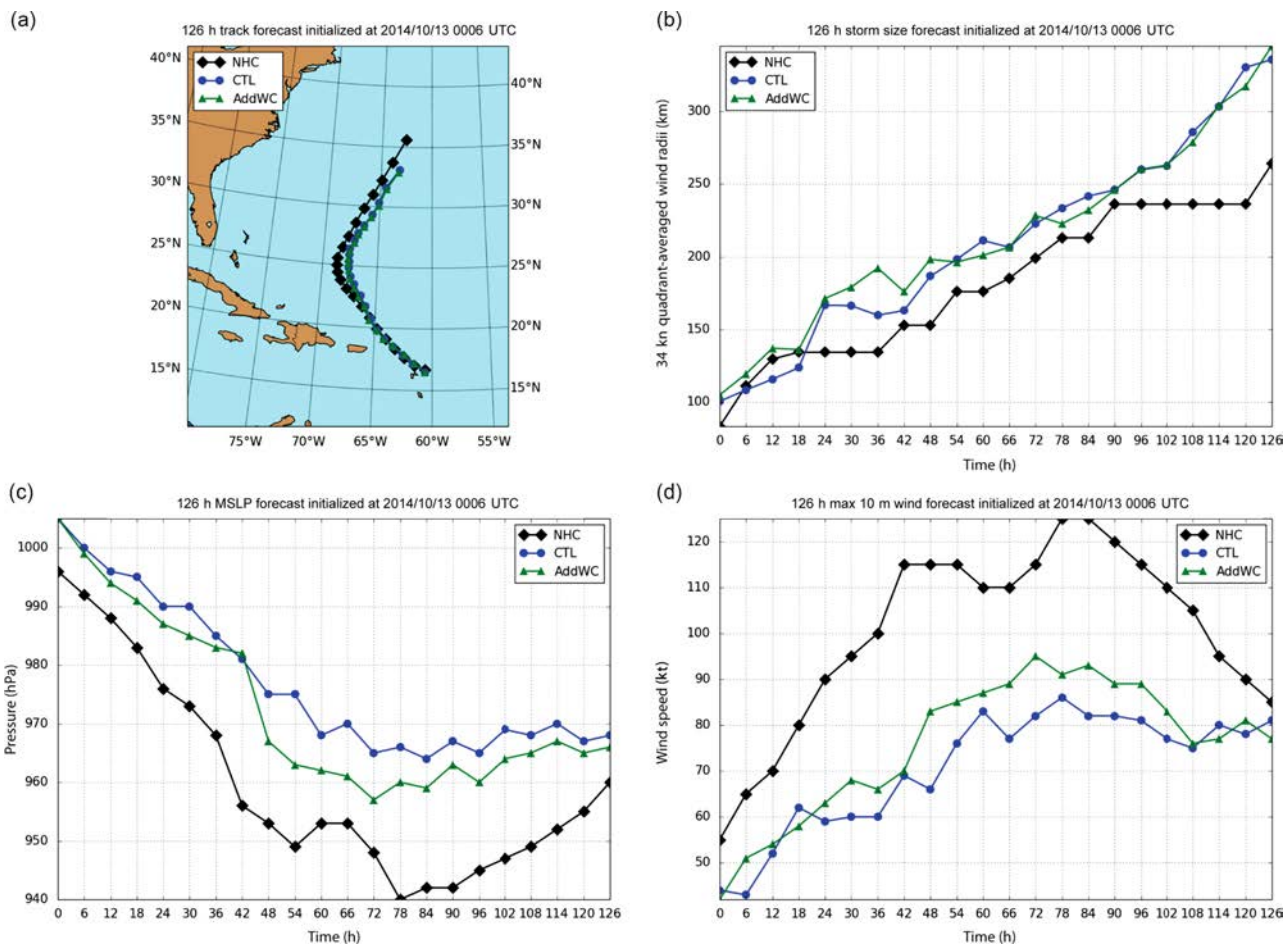 (a)
126 h track forecast initialized at 2014/10/13 0006 UTC
NHC
CTL
AddWC
40°N
35°N
30°N
25°N
20°N
15°N
40°N
35°N
30°N
25°N
20°N
15°N
75°W 70°W 65°W 60°W 55°W
(b)
126 h storm size forecast initialized at 2014/10/13 0006 UTC
NHC
CTL
AddWC
34 kn quadrant-averaged wind radii (km)
300
250
200
150
100
0 6 12 18 24 30 36 42 48 54 60 66 72 78 84 90 96 102 108 114 120 126
Time (h)
(c)
126 h MSLP forecast initialized at 2014/10/13 0006 UTC
NHC
CTL
AddWC
Pressure (hPa)
1000
990
980
970
960
950
940
0 6 12 18 24 30 36 42 48 54 60 66 72 78 84 90 96 102 108 114 120 126
Time (h)
(d)
126 h max 10 m wind forecast initialized at 2014/10/13 0006 UTC
NHC
CTL
AddWC
Wind speed (kt)
120
110
100
90
80
70
60
50
0 6 12 18 24 30 36 42 48 54 60 66 72 78 84 90 96 102 108 114 120 126
Time (h)